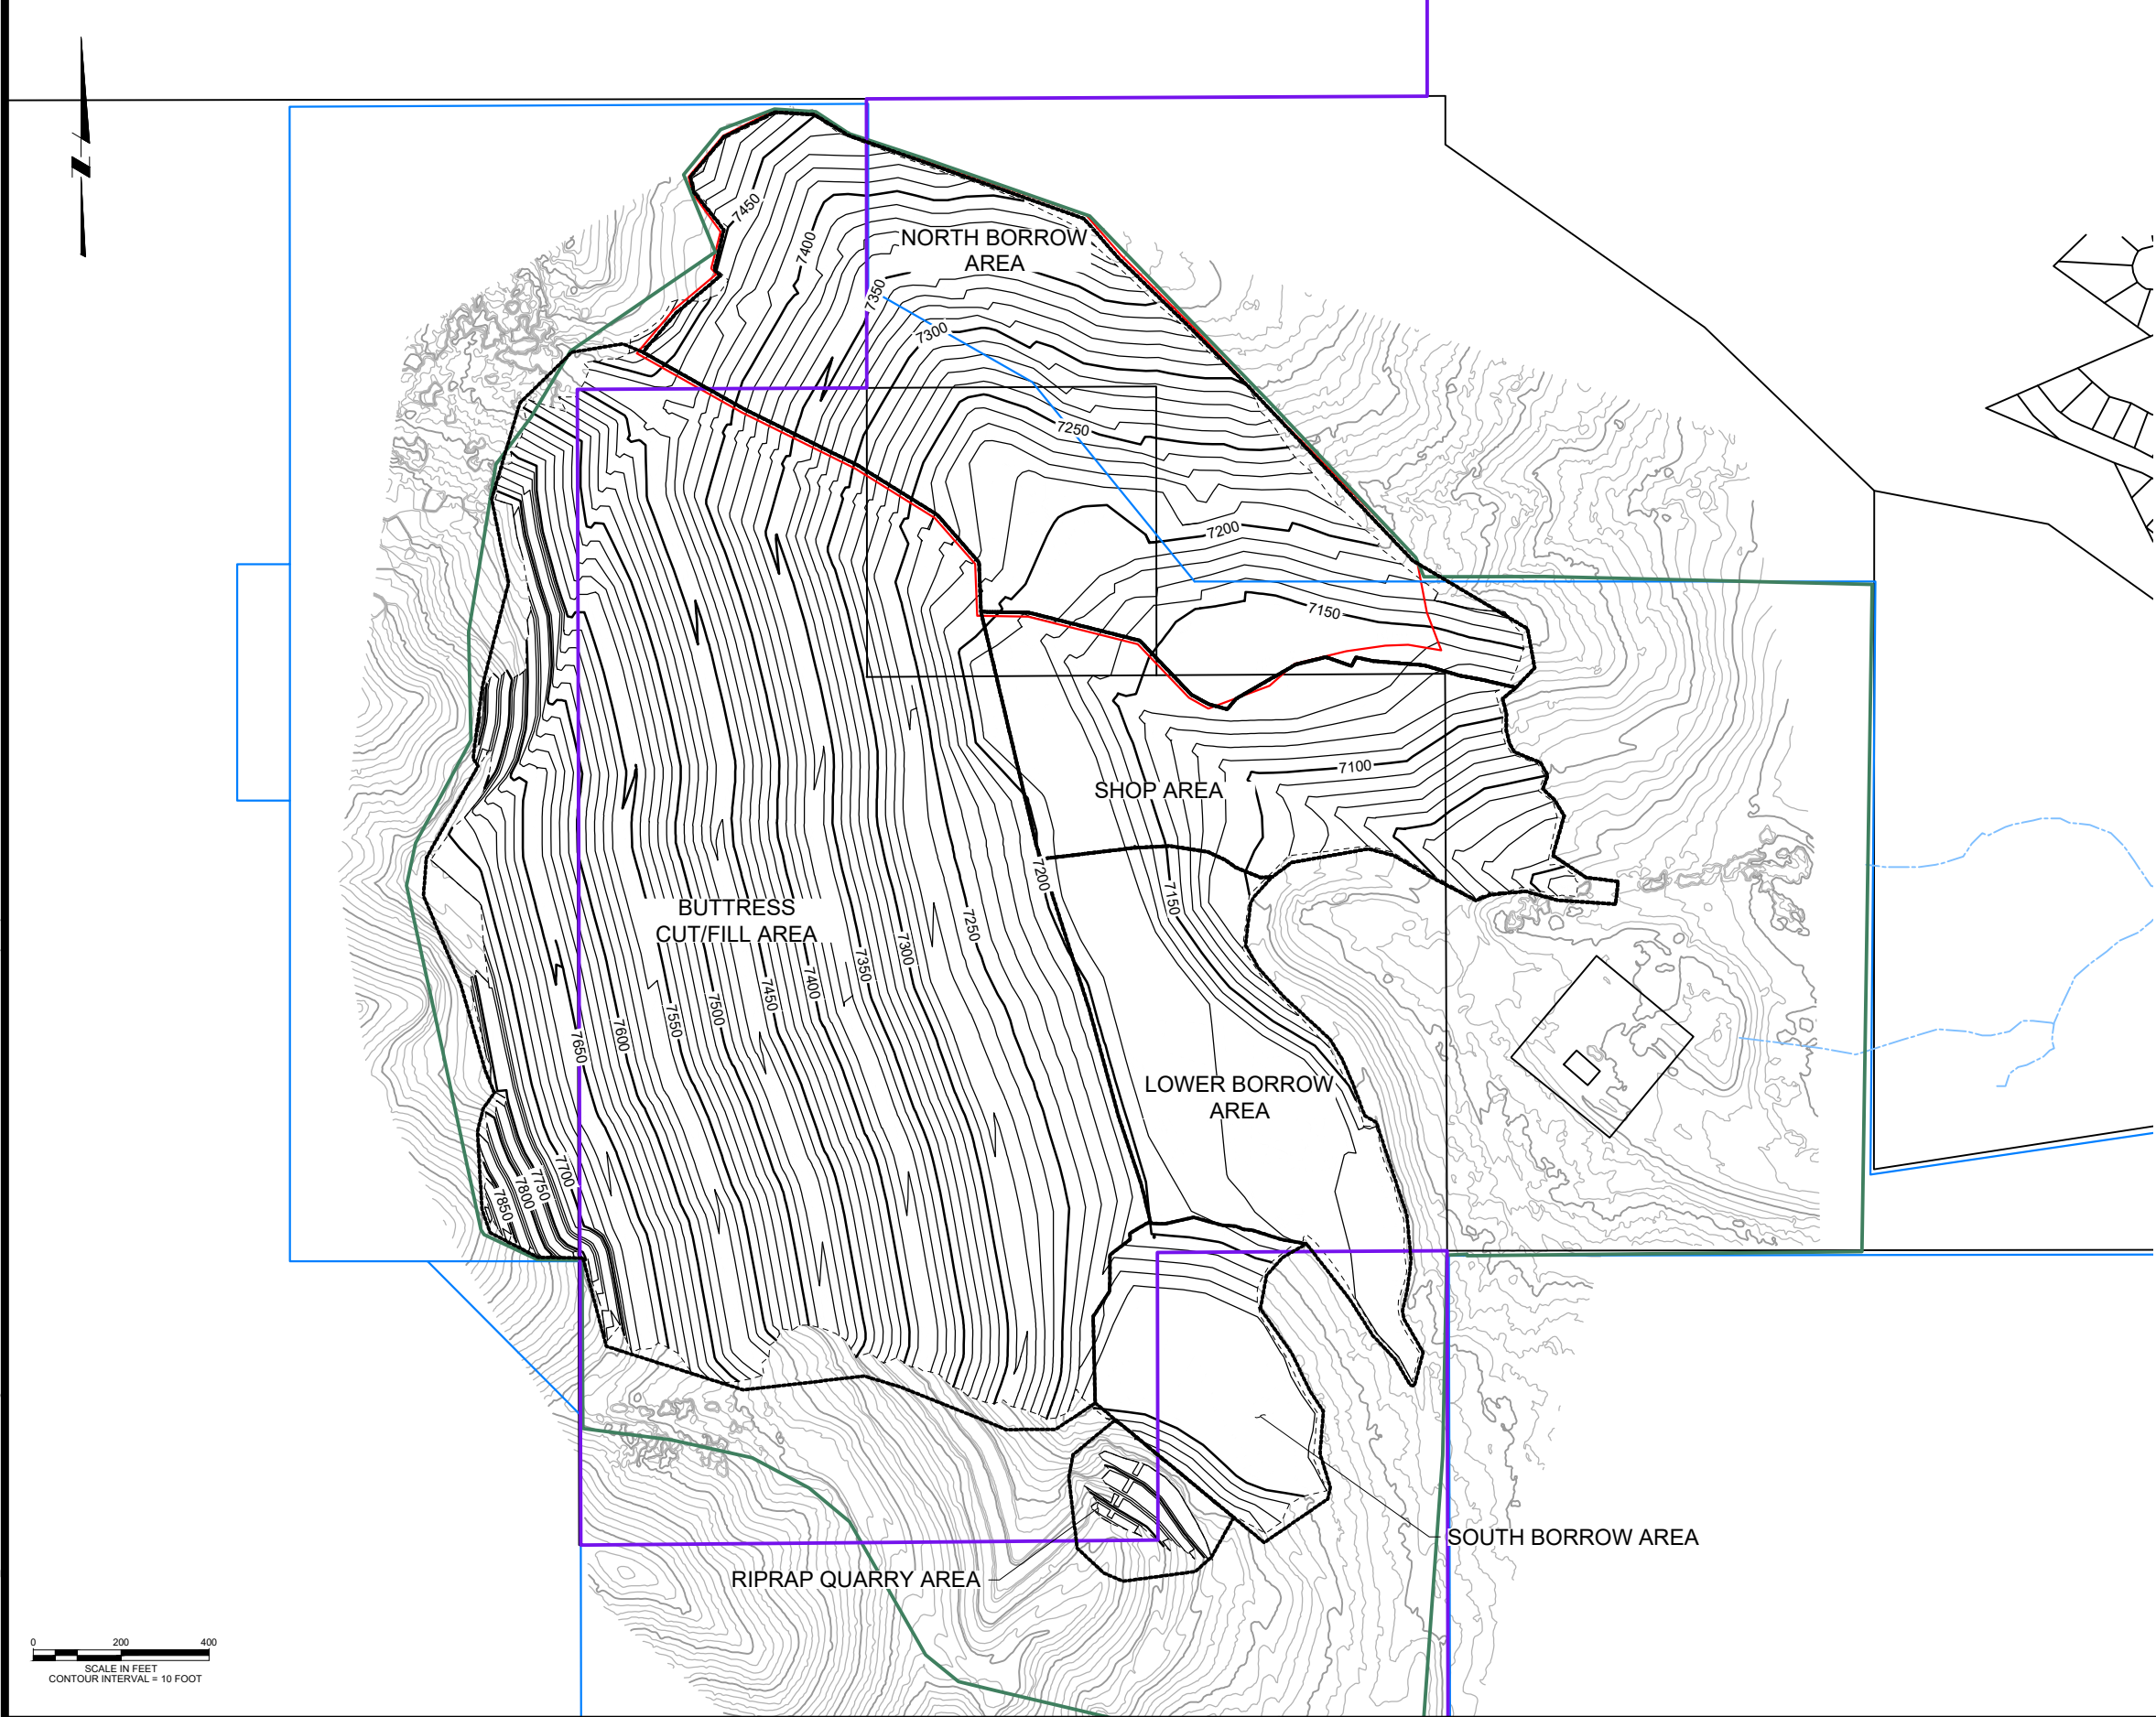 7450
7400
NORTH BORROW
AREA
7350
7300
7250
7200
7150
7100
SHOP AREA
7200
7150
BUTTRESS
CUT/FILL AREA
7250
7300
7350
7400
7450
7500
7550
7600
7650
LOWER BORROW
AREA
7700
7750
7800
7850
SOUTH BORROW AREA
RIPRAP QUARRY AREA
0 200 400
SCALE IN FEET
CONTOUR INTERVAL = 10 FOOT